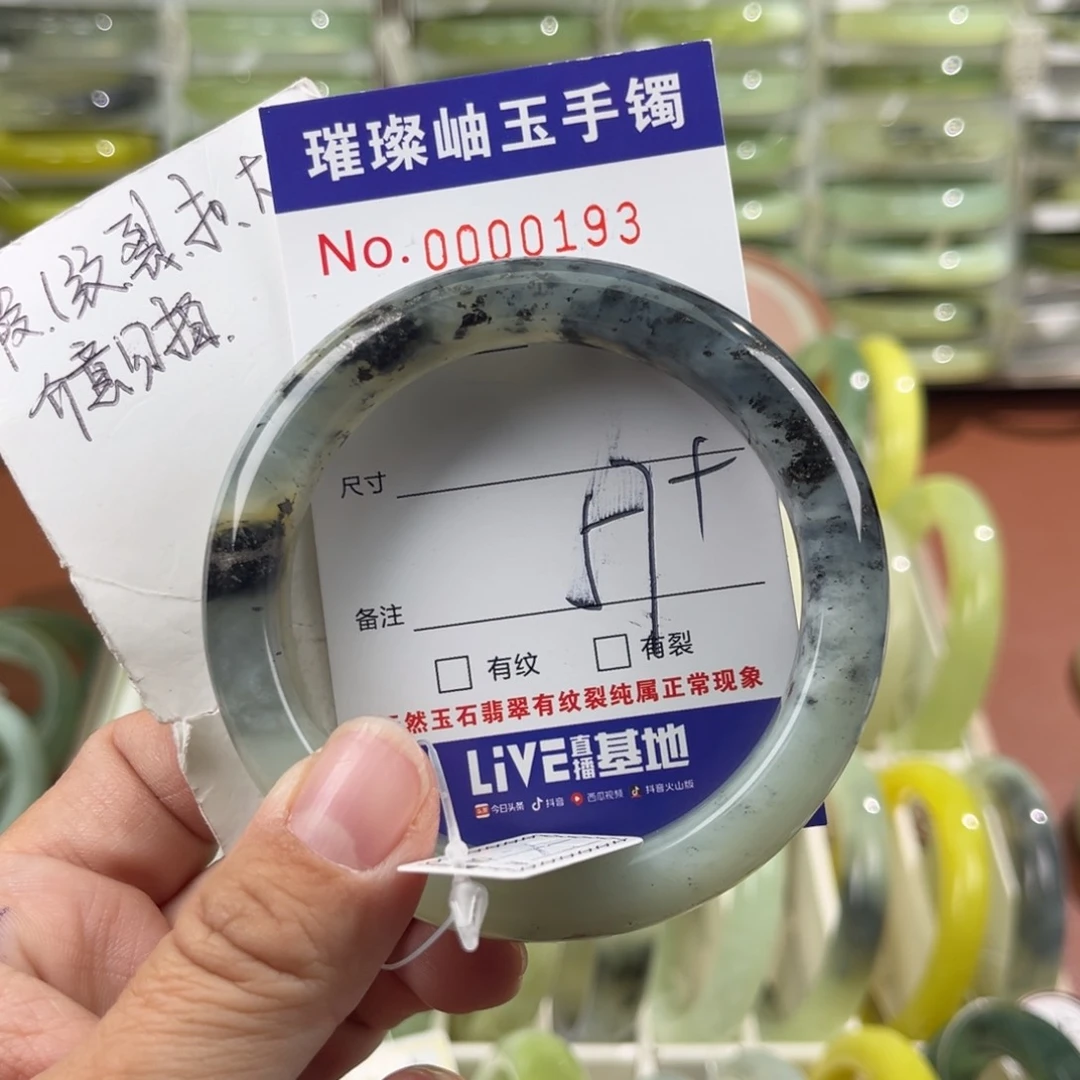 璀璨岫玉手镯
No.0000193
纹.裂.
介意勿拍.
尺寸
备注
A+
□ 有纹 □ 有裂
然玉石翡翠有纹裂纯属正常现象
LiVE直播基地
今日头条 抖音 西瓜视频 抖音火山版